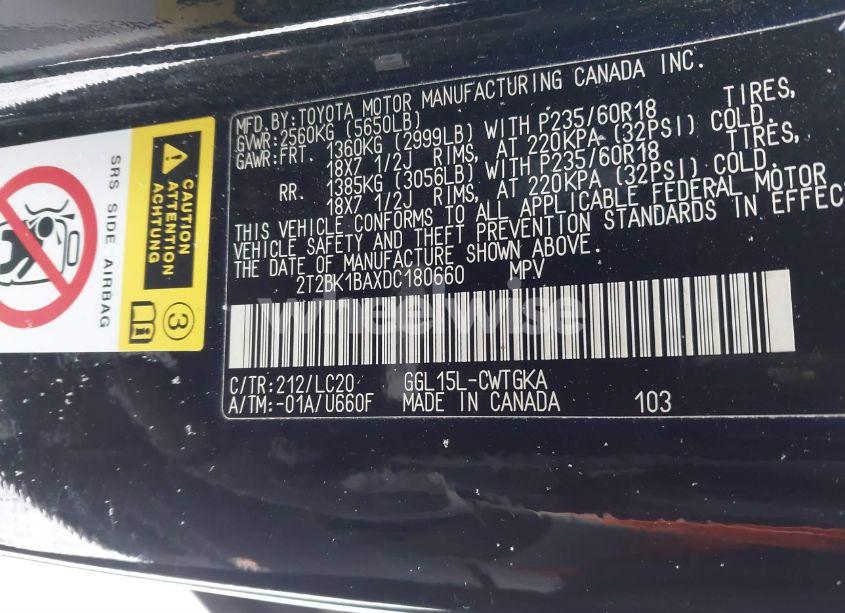 MFD.BY:TOYOTA MOTOR MANUFACTURING CANADA INC.
GVWR:2560KG (5650LB)
GAWR:FRT. 1360KG (2999LB) WITH P235/60R18 TIRES,
18X7 1/2J RIMS, AT 220KPA (32PSI) COLD.
RR. 1385KG (3056LB) WITH P235/60R18 TIRES,
18X7 1/2J RIMS, AT 220KPA (32PSI) COLD.
THIS VEHICLE CONFORMS TO ALL APPLICABLE FEDERAL MOTOR
VEHICLE SAFETY AND THEFT PREVENTION STANDARDS IN EFFECT
THE DATE OF MANUFACTURE SHOWN ABOVE.
2T2BK1BAXDC180660 MPV
wheelwise
C/TR:212/LC20 GGL15L-CWTGKA
A/TM:-01A/U660F MADE IN CANADA 103
SRS SIDE AIRBAG
CAUTION
ATTENTION
ACHTUNG
3